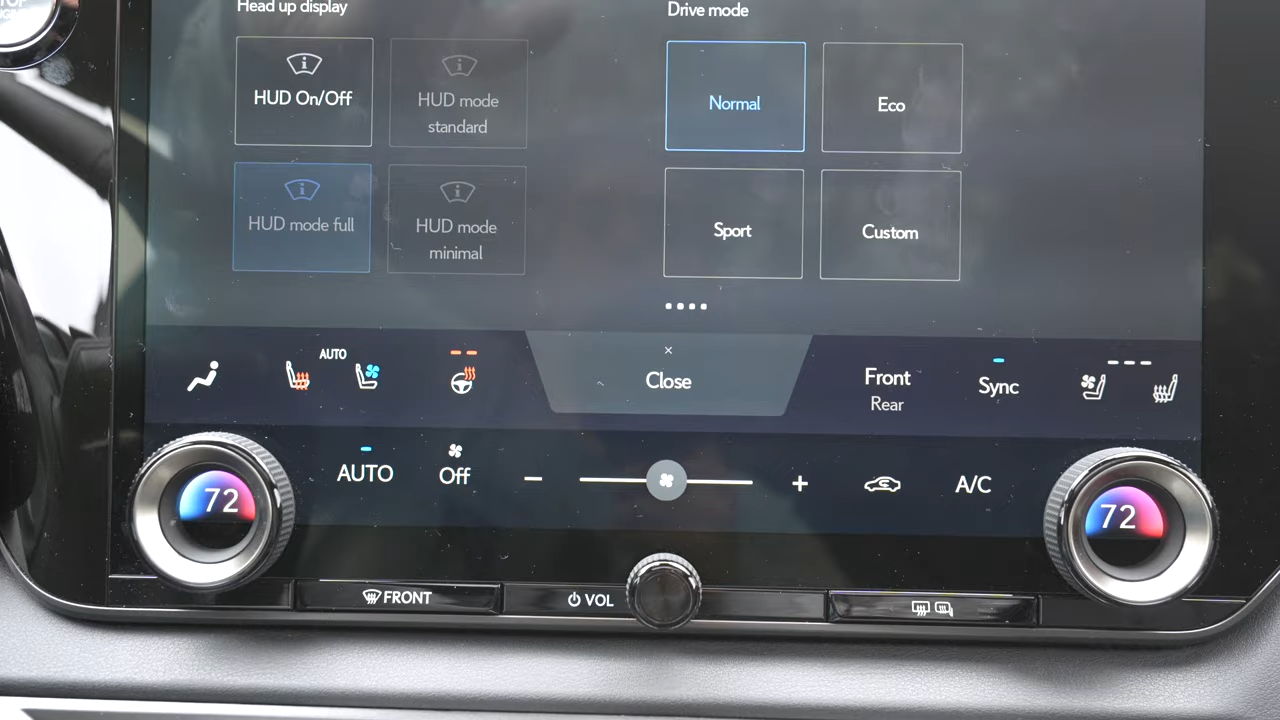 Head up display
Drive mode
HUD On/Off
HUD mode
standard
Normal
Eco
HUD mode full
HUD mode
minimal
Sport
Custom
AUTO
× 
Close
Front
Rear
Sync
AUTO
Off
−
+
A/C
72
72
FRONT
VOL